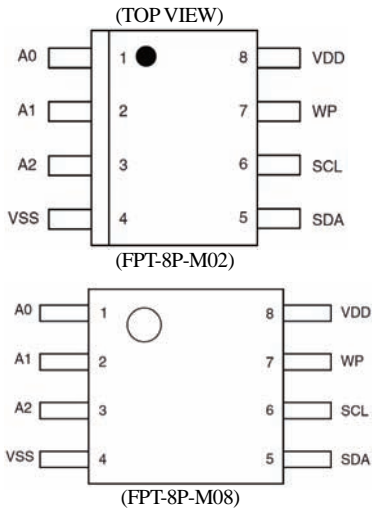 (TOP VIEW)
A0 1 8 VDD
A1 2 7 WP
A2 3 6 SCL
VSS 4 5 SDA
(FPT-8P-M02)
A0 1 8 VDD
A1 2 7 WP
A2 3 6 SCL
VSS 4 5 SDA
(FPT-8P-M08)